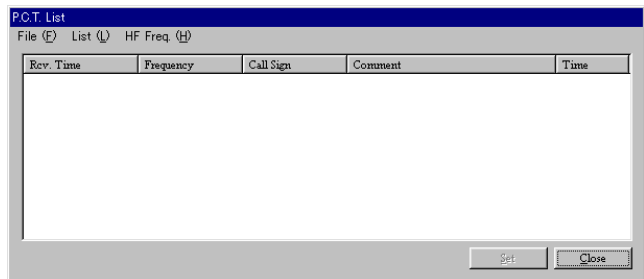 P.C.T. List
File (F) List (L) HF Freq. (H)
Rcv. Time Frequency Call Sign Comment Time
Set Close